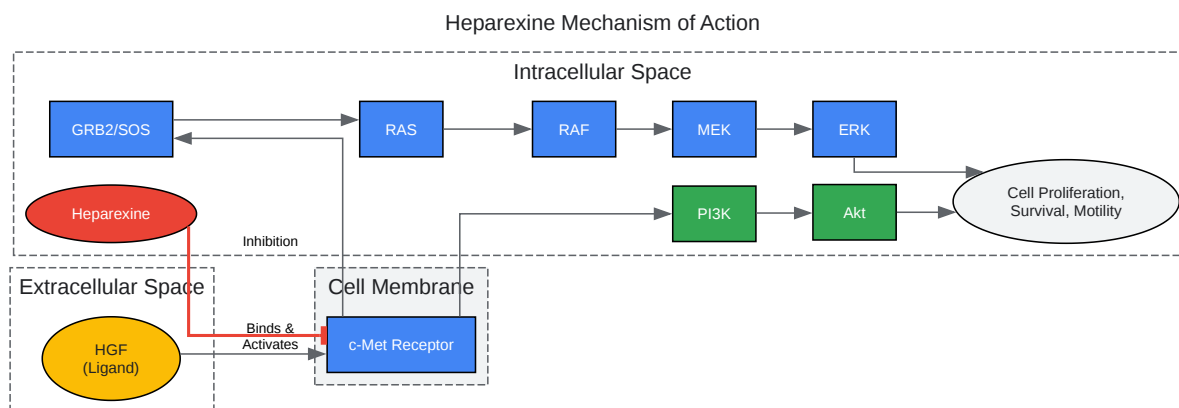 Heparexine Mechanism of Action
Intracellular Space
GRB2/SOS
RAS
RAF
MEK
ERK
Heparexine
PI3K
Akt
Cell Proliferation,
Survival, Motility
Inhibition
Extracellular Space
Cell Membrane
HGF
(Ligand)
Binds &
Activates
c-Met Receptor